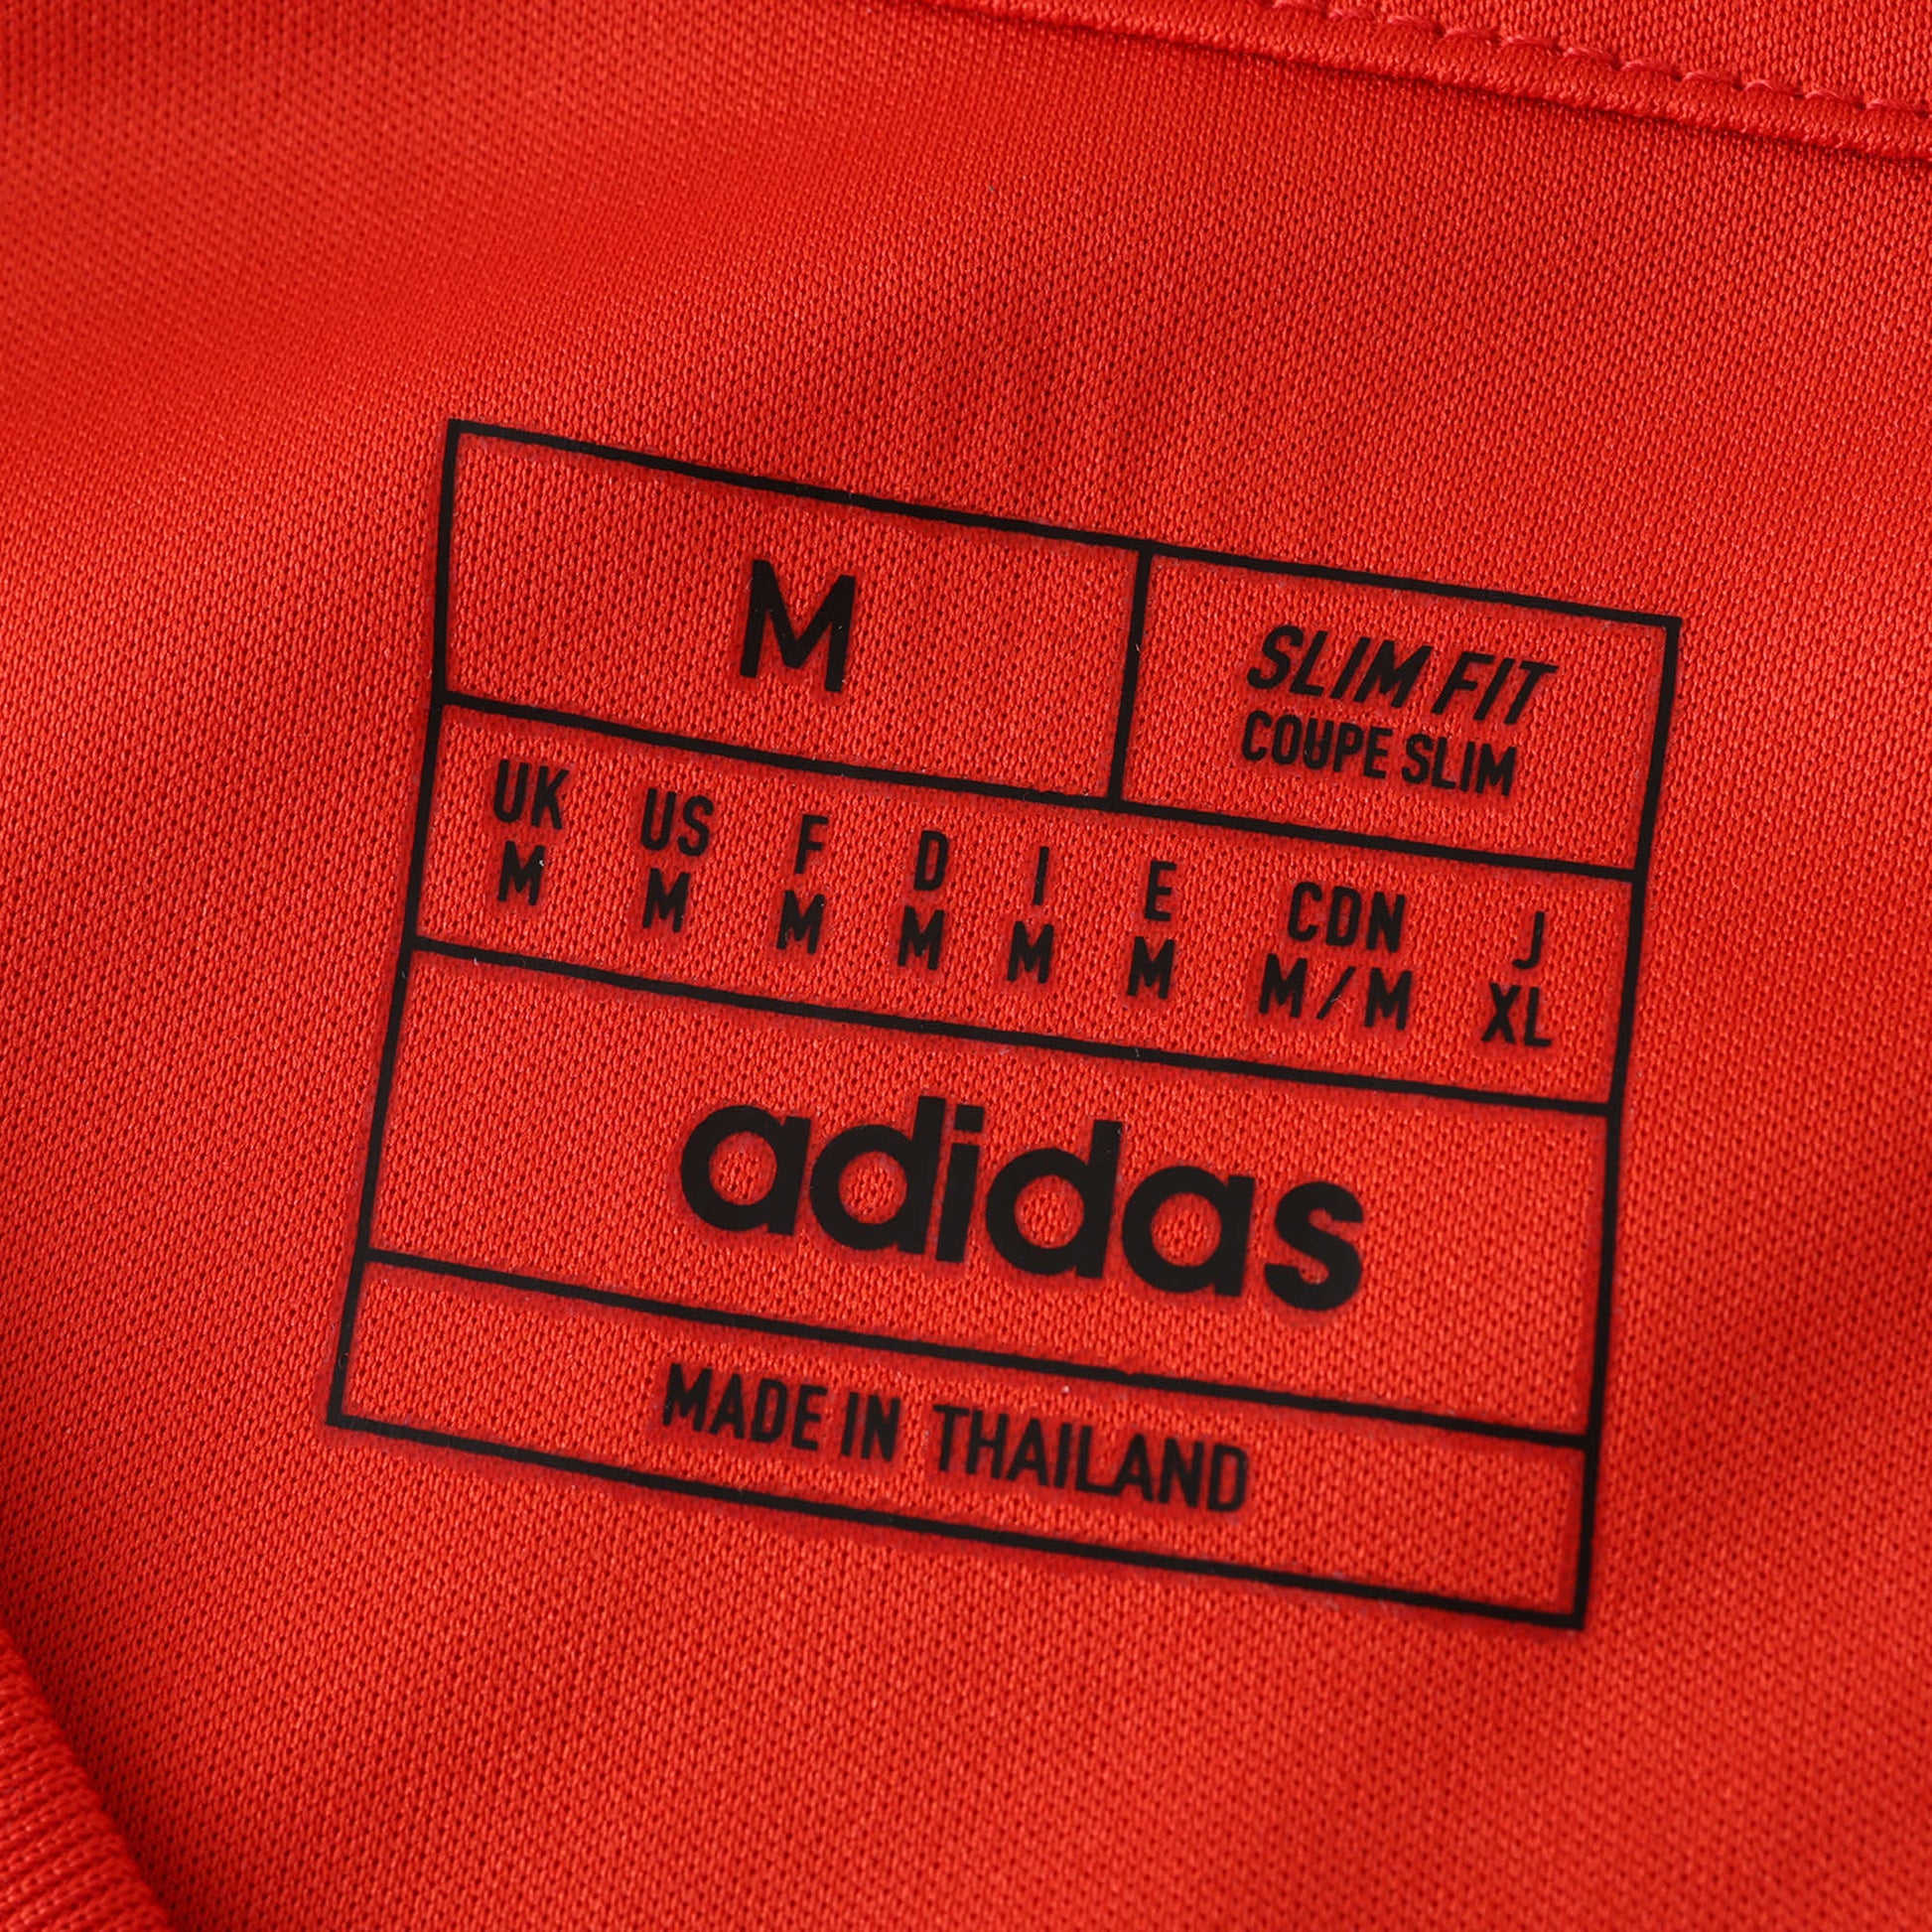 M
SLIM FIT
COUPE SLIM
UK US F D I E CDN J
M M M M M M M/M XL
adidas
MADE IN THAILAND